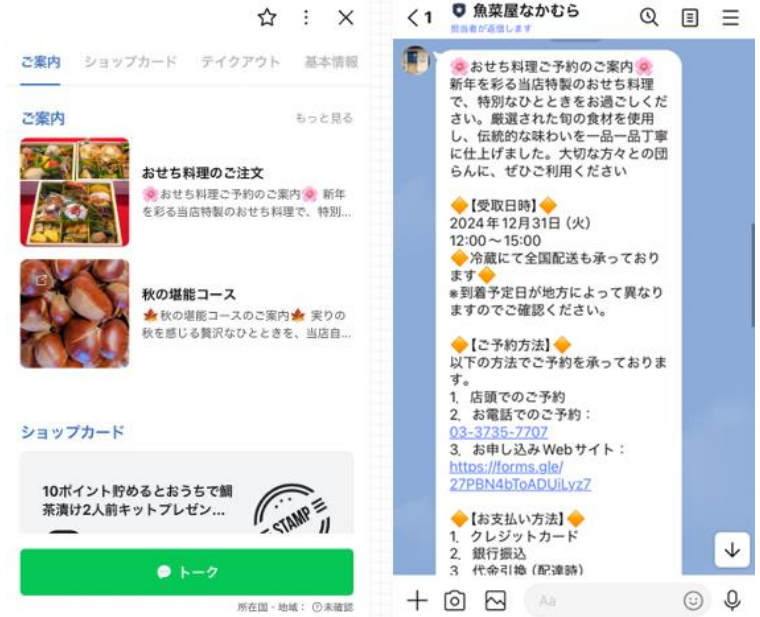 ご案内 ショップカード テイクアウト 基本情報
ご案内 もっと見る
おせち料理のご注文
🌸おせち料理ご予約のご案内🌸 新年
を彩る当店特製のおせち料理で、特別...
秋の堪能コース
🍁秋の堪能コースのご案内🍁 実りの
秋を感じる贅沢なひとときを、当店自...
ショップカード
10ポイント貯めるとおうちで鯛
茶漬け2人前キットプレゼン...
STAMP
トーク
所在国・地域： ?未確認
1 魚菜屋なかむら
担当者が返信します
🌸おせち料理ご予約のご案内🌸
新年を彩る当店特製のおせち料理
で、特別なひとときをお過ごしくだ
さい。厳選された旬の食材を使用
し、伝統的な味わいを一品一品丁寧
に仕上げました。大切な方々との団
らんに、ぜひご利用ください
🔶【受取日時】🔶
2024年12月31日（火）
12:00～15:00
🔶冷蔵にて全国配送も承っており
ます🔶
※到着予定日が地方によって異なり
ますのでご確認ください。
🔶【ご予約方法】🔶
以下の方法でご予約を承っておりま
す。
1. 店頭でのご予約
2. お電話でのご予約：
03-3735-7707
3. お申し込みWebサイト：
https://forms.gle/
27PBN4bToADUiLyz7
🔶【お支払い方法】🔶
1. クレジットカード
2. 銀行振込
3 代金引換（配達時）
Aa